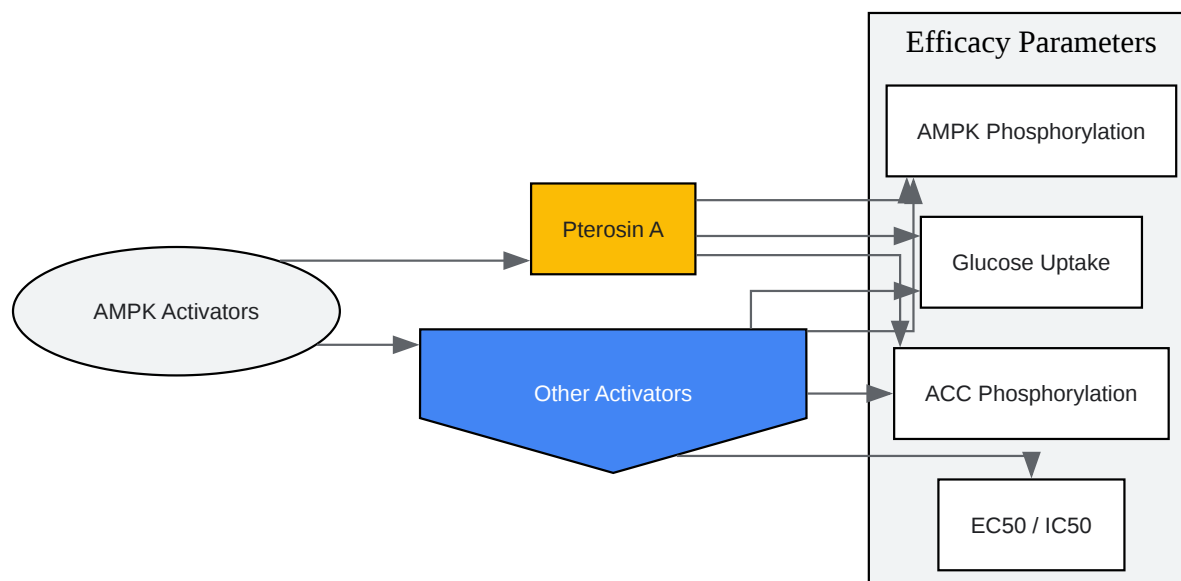 Efficacy Parameters
AMPK Phosphorylation
Pterosin A
Glucose Uptake
AMPK Activators
Other Activators
ACC Phosphorylation
EC50 / IC50